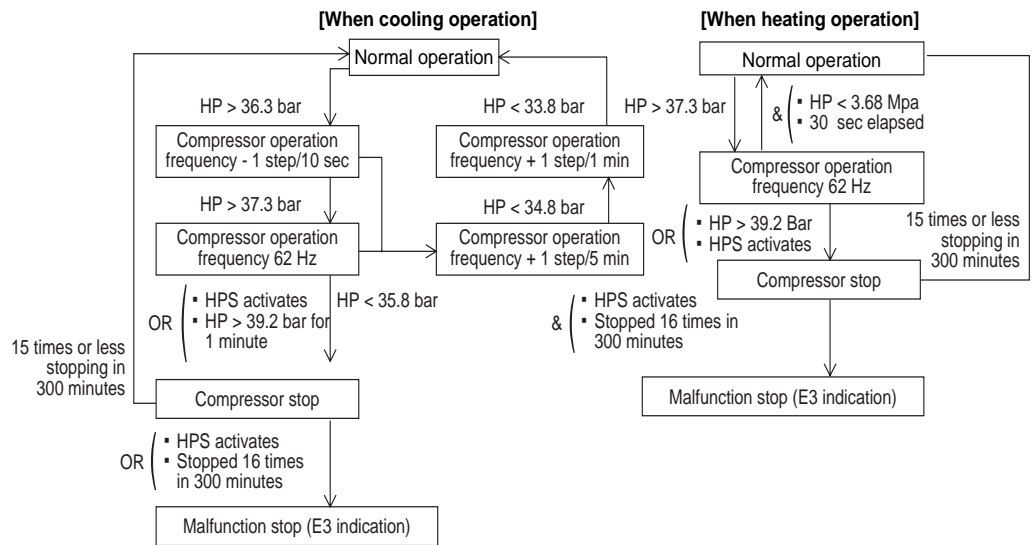 [When cooling operation]
Normal operation
HP > 36.3 bar
Compressor operation
frequency - 1 step/10 sec
HP > 37.3 bar
Compressor operation
frequency 62 Hz
HP < 33.8 bar
Compressor operation
frequency + 1 step/1 min
HP < 34.8 bar
Compressor operation
frequency + 1 step/5 min
HP < 35.8 bar
OR
▪ HPS activates
▪ HP > 39.2 bar for
1 minute
15 times or less
stopping in
300 minutes
Compressor stop
OR
▪ HPS activates
▪ Stopped 16 times
in 300 minutes
Malfunction stop (E3 indication)
[When heating operation]
Normal operation
HP > 37.3 bar
&
▪ HP < 3.68 Mpa
▪ 30 sec elapsed
Compressor operation
frequency 62 Hz
OR
▪ HP > 39.2 Bar
▪ HPS activates
15 times or less
stopping in
300 minutes
Compressor stop
&
▪ HPS activates
▪ Stopped 16 times in
300 minutes
Malfunction stop (E3 indication)